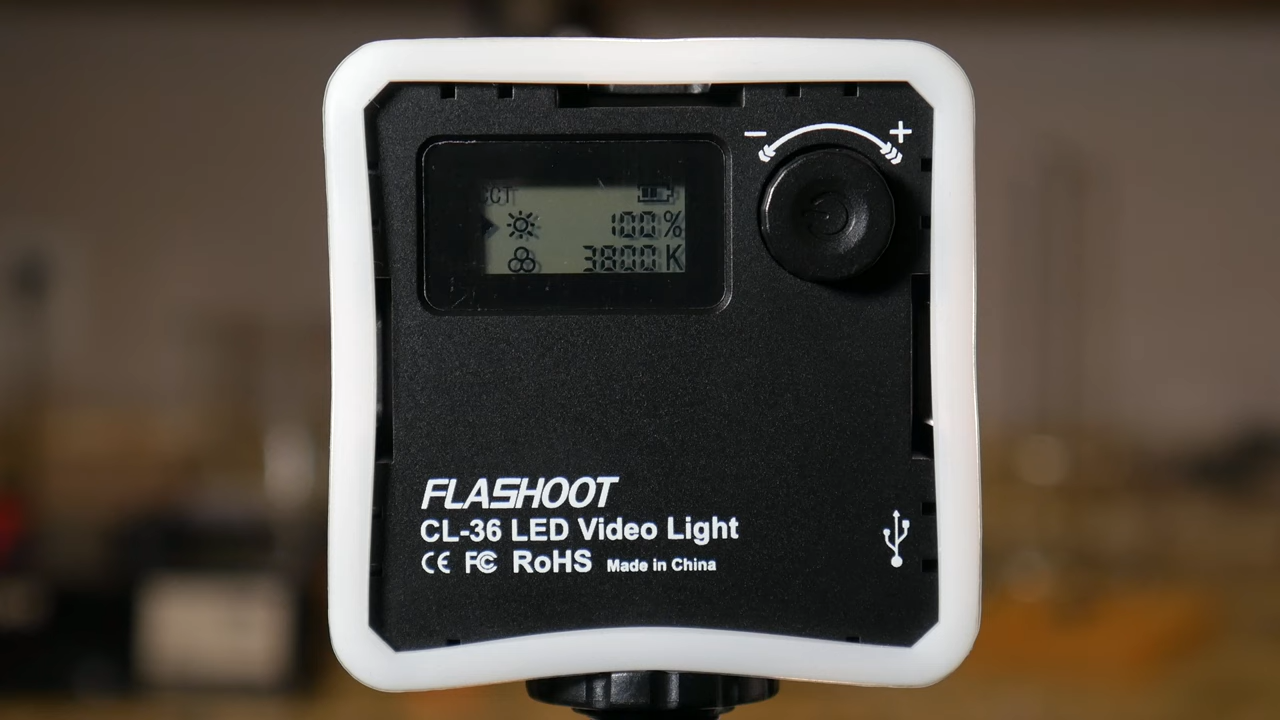 CCT
100%
3800K
− +
FLASHOOT
CL-36 LED Video Light
CE FC RoHS Made in China